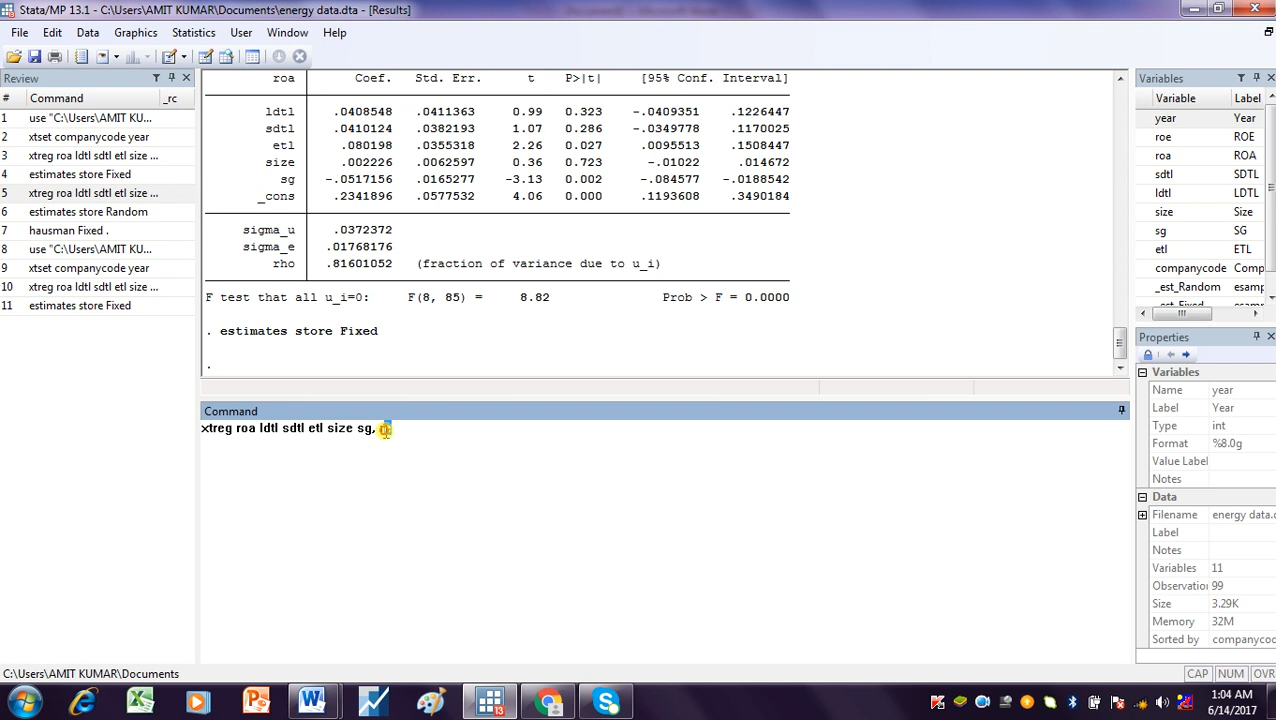 Stata/MP 13.1 - C:\Users\AMIT KUMAR\Documents\energy data.dta - [Results]
File Edit Data Graphics Statistics User Window Help
Review
# Command _rc
1 use "C:\Users\AMIT KU...
2 xtset companycode year
3 xtreg roa ldtl sdtl etl size ...
4 estimates store Fixed
5 xtreg roa ldtl sdtl etl size ...
6 estimates store Random
7 hausman Fixed .
8 use "C:\Users\AMIT KU...
9 xtset companycode year
10 xtreg roa ldtl sdtl etl size ...
11 estimates store Fixed
roa Coef. Std. Err. t P>|t| [95% Conf. Interval]
ldtl .0408548 .0411363 0.99 0.323 -.0409351 .1226447
sdtl .0410124 .0382193 1.07 0.286 -.0349778 .1170025
etl .080198 .0355318 2.26 0.027 .0095513 .1508447
size .002226 .0062597 0.36 0.723 -.01022 .014672
sg -.0517156 .0165277 -3.13 0.002 -.084577 -.0188542
_cons .2341896 .0577532 4.06 0.000 .1193608 .3490184
sigma_u .0372372
sigma_e .01768176
rho .81601052 (fraction of variance due to u_i)
F test that all u_i=0: F(8, 85) = 8.82 Prob > F = 0.0000
. estimates store Fixed
.
Command
xtreg roa ldtl sdtl etl size sg,
Variables
Variable Label
year Year
roe ROE
roa ROA
sdtl SDTL
ldtl LDTL
size Size
sg SG
etl ETL
companycode Comp
_est_Random esamp
_est_Fixed esamp
Properties
Variables
Name year
Label Year
Type int
Format %8.0g
Value Label
Notes
Data
Filename energy data.d
Label
Notes
Variables 11
Observation 99
Size 3.29K
Memory 32M
Sorted by companycod
C:\Users\AMIT KUMAR\Documents
CAP NUM OVR
13
1:04 AM
6/14/2017